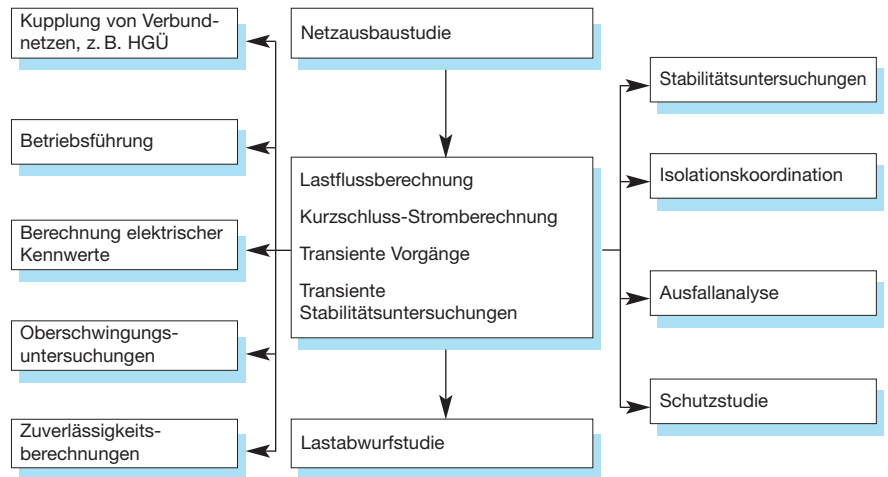 Kupplung von Verbund-
netzen, z. B. HGÜ
Betriebsführung
Berechnung elektrischer
Kennwerte
Oberschwingungs-
untersuchungen
Zuverlässigkeits-
berechnungen
Netzausbaustudie
Lastflussberechnung
Kurzschluss-Stromberechnung
Transiente Vorgänge
Transiente
Stabilitätsuntersuchungen
Lastabwurfstudie
Stabilitätsuntersuchungen
Isolationskoordination
Ausfallanalyse
Schutzstudie